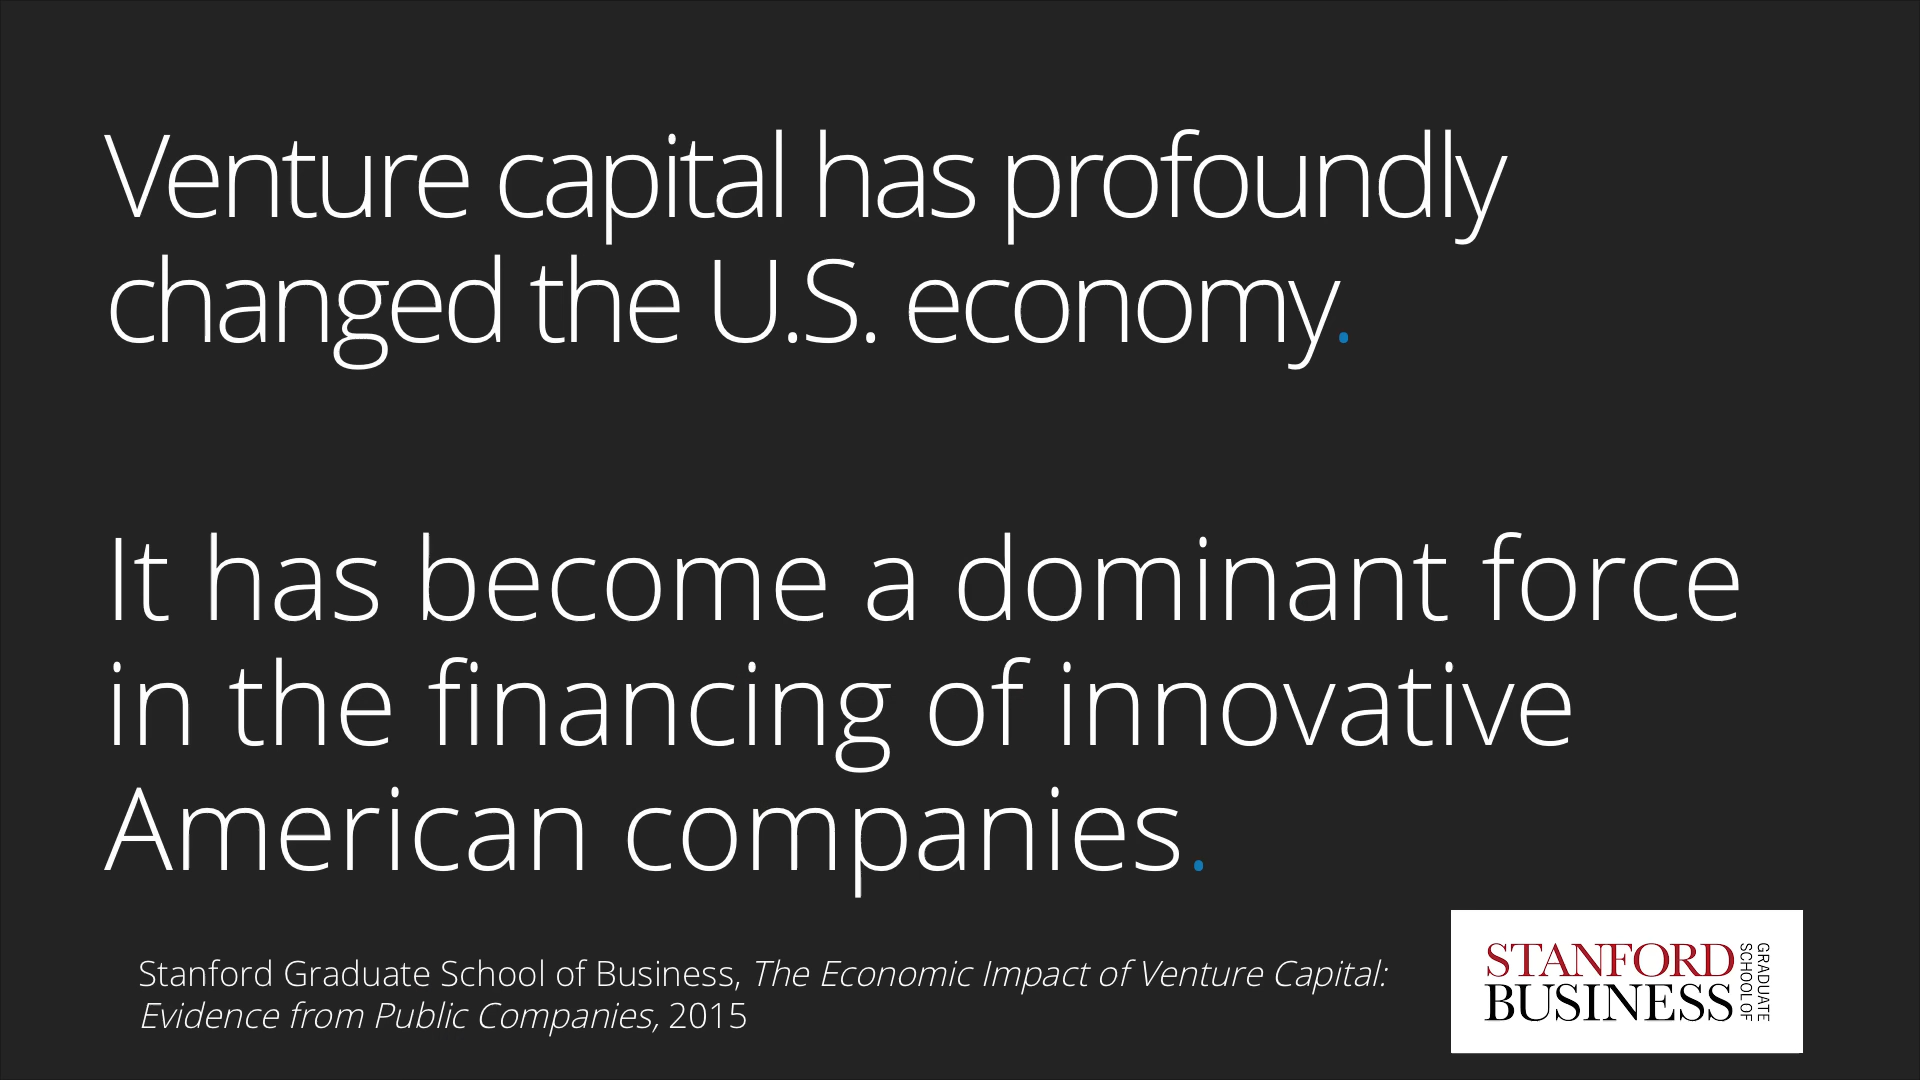 Venture capital has profoundly
changed the U.S. economy.
It has become a dominant force
in the financing of innovative
American companies.
Stanford Graduate School of Business, The Economic Impact of Venture Capital:
Evidence from Public Companies, 2015
STANFORD
BUSINESS
GRADUATE
SCHOOL OF